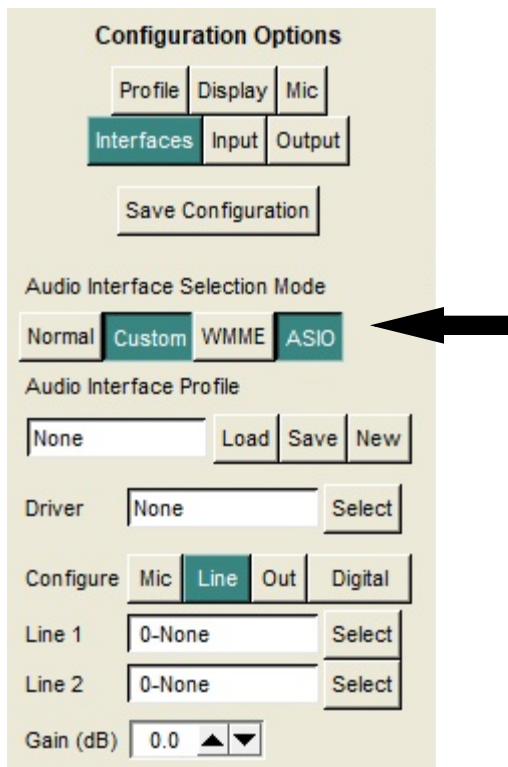 Configuration Options
Profile Display Mic
Interfaces Input Output
Save Configuration
Audio Interface Selection Mode
Normal Custom WMME ASIO
Audio Interface Profile
None Load Save New
Driver None Select
Configure Mic Line Out Digital
Line 1 0-None Select
Line 2 0-None Select
Gain (dB) 0.0